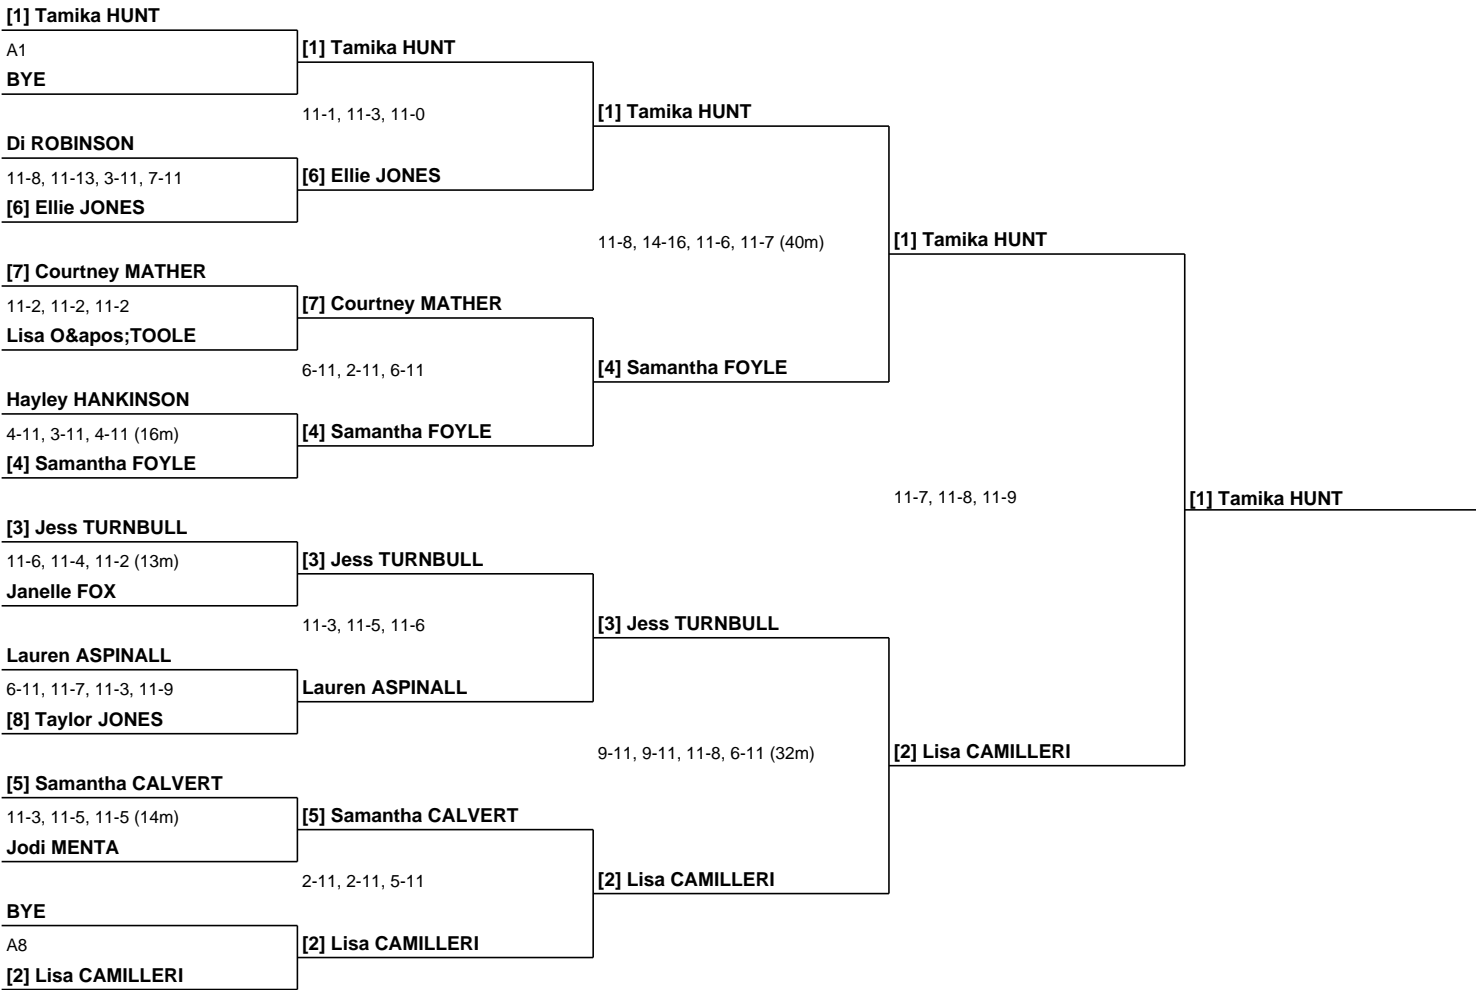 [1] Tamika HUNT
A1
BYE
Di ROBINSON
11-8, 11-13, 3-11, 7-11
[6] Ellie JONES
[7] Courtney MATHER
11-2, 11-2, 11-2
Lisa O&apos;TOOLE
Hayley HANKINSON
4-11, 3-11, 4-11 (16m)
[4] Samantha FOYLE
[3] Jess TURNBULL
11-6, 11-4, 11-2 (13m)
Janelle FOX
Lauren ASPINALL
6-11, 11-7, 11-3, 11-9
[8] Taylor JONES
[5] Samantha CALVERT
11-3, 11-5, 11-5 (14m)
Jodi MENTA
BYE
A8
[2] Lisa CAMILLERI
[1] Tamika HUNT
11-1, 11-3, 11-0
[6] Ellie JONES
[7] Courtney MATHER
6-11, 2-11, 6-11
[4] Samantha FOYLE
[3] Jess TURNBULL
11-3, 11-5, 11-6
Lauren ASPINALL
[5] Samantha CALVERT
2-11, 2-11, 5-11
[2] Lisa CAMILLERI
[1] Tamika HUNT
11-8, 14-16, 11-6, 11-7 (40m)
[4] Samantha FOYLE
[3] Jess TURNBULL
9-11, 9-11, 11-8, 6-11 (32m)
[2] Lisa CAMILLERI
[1] Tamika HUNT
11-7, 11-8, 11-9
[2] Lisa CAMILLERI
[1] Tamika HUNT